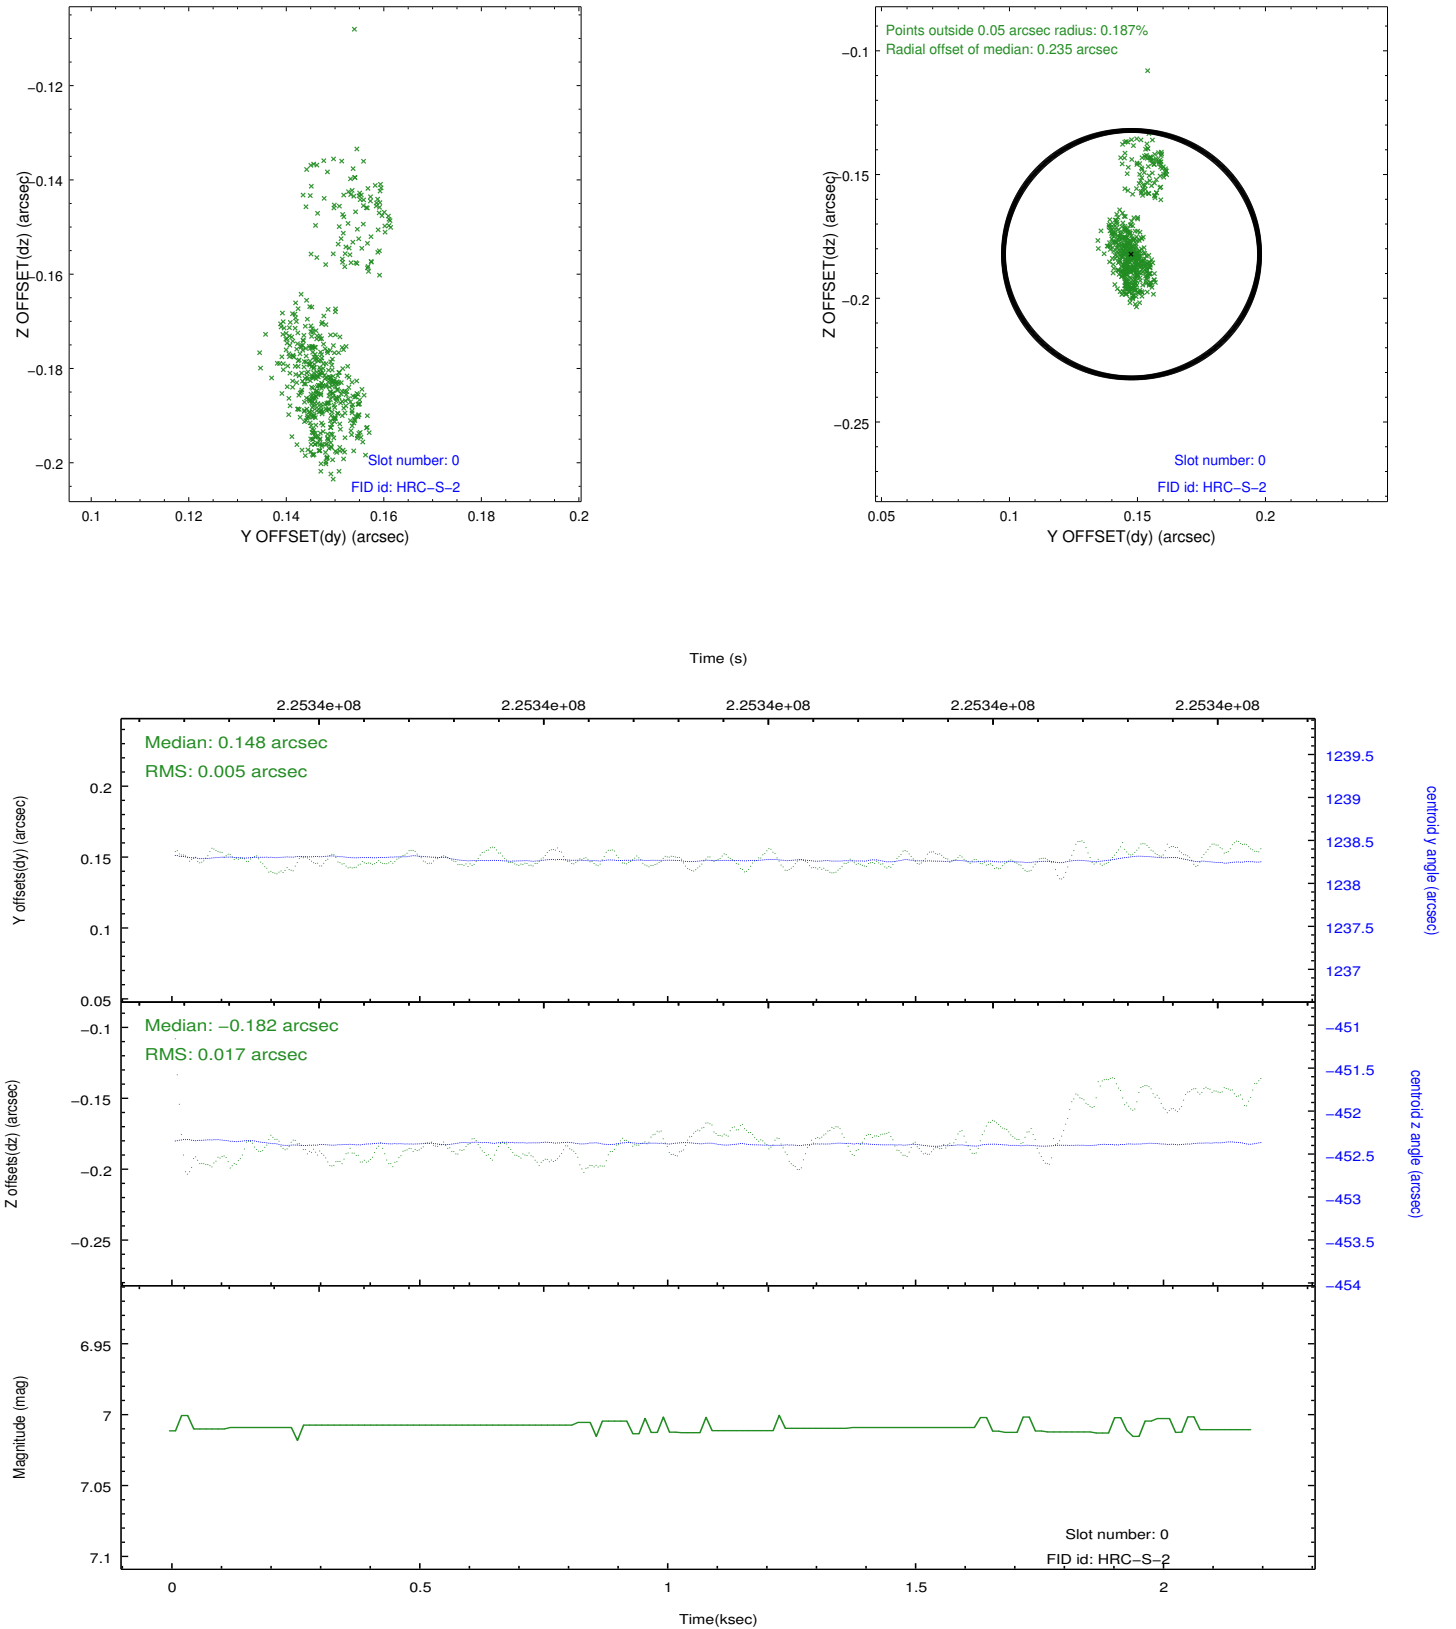 −0.12
−0.14
−0.16
−0.18
−0.2
Z OFFSET(dz) (arcsec)
Slot number: 0
FID id: HRC−S−2
0.1 0.12 0.14 0.16 0.18 0.2
Y OFFSET(dy) (arcsec)
Points outside 0.05 arcsec radius: 0.187%
Radial offset of median: 0.235 arcsec
−0.1
−0.15
−0.2
−0.25
Z OFFSET(dz) (arcsec)
Slot number: 0
FID id: HRC−S−2
0.05 0.1 0.15 0.2
Y OFFSET(dy) (arcsec)
Time (s)
2.2534e+08 2.2534e+08 2.2534e+08 2.2534e+08 2.2534e+08
Median: 0.148 arcsec
RMS: 0.005 arcsec
0.2
0.15
0.1
0.05
Y offsets(dy) (arcsec)
1239.5
1239
1238.5
1238
1237.5
1237
centroid y angle (arcsec)
Median: −0.182 arcsec
RMS: 0.017 arcsec
−0.1
−0.15
−0.2
−0.25
Z offsets(dz) (arcsec)
−451
−451.5
−452
−452.5
−453
−453.5
−454
centroid z angle (arcsec)
6.95
7
7.05
7.1
Magnitude (mag)
Slot number: 0
FID id: HRC−S−2
0 0.5 1 1.5 2
Time(ksec)